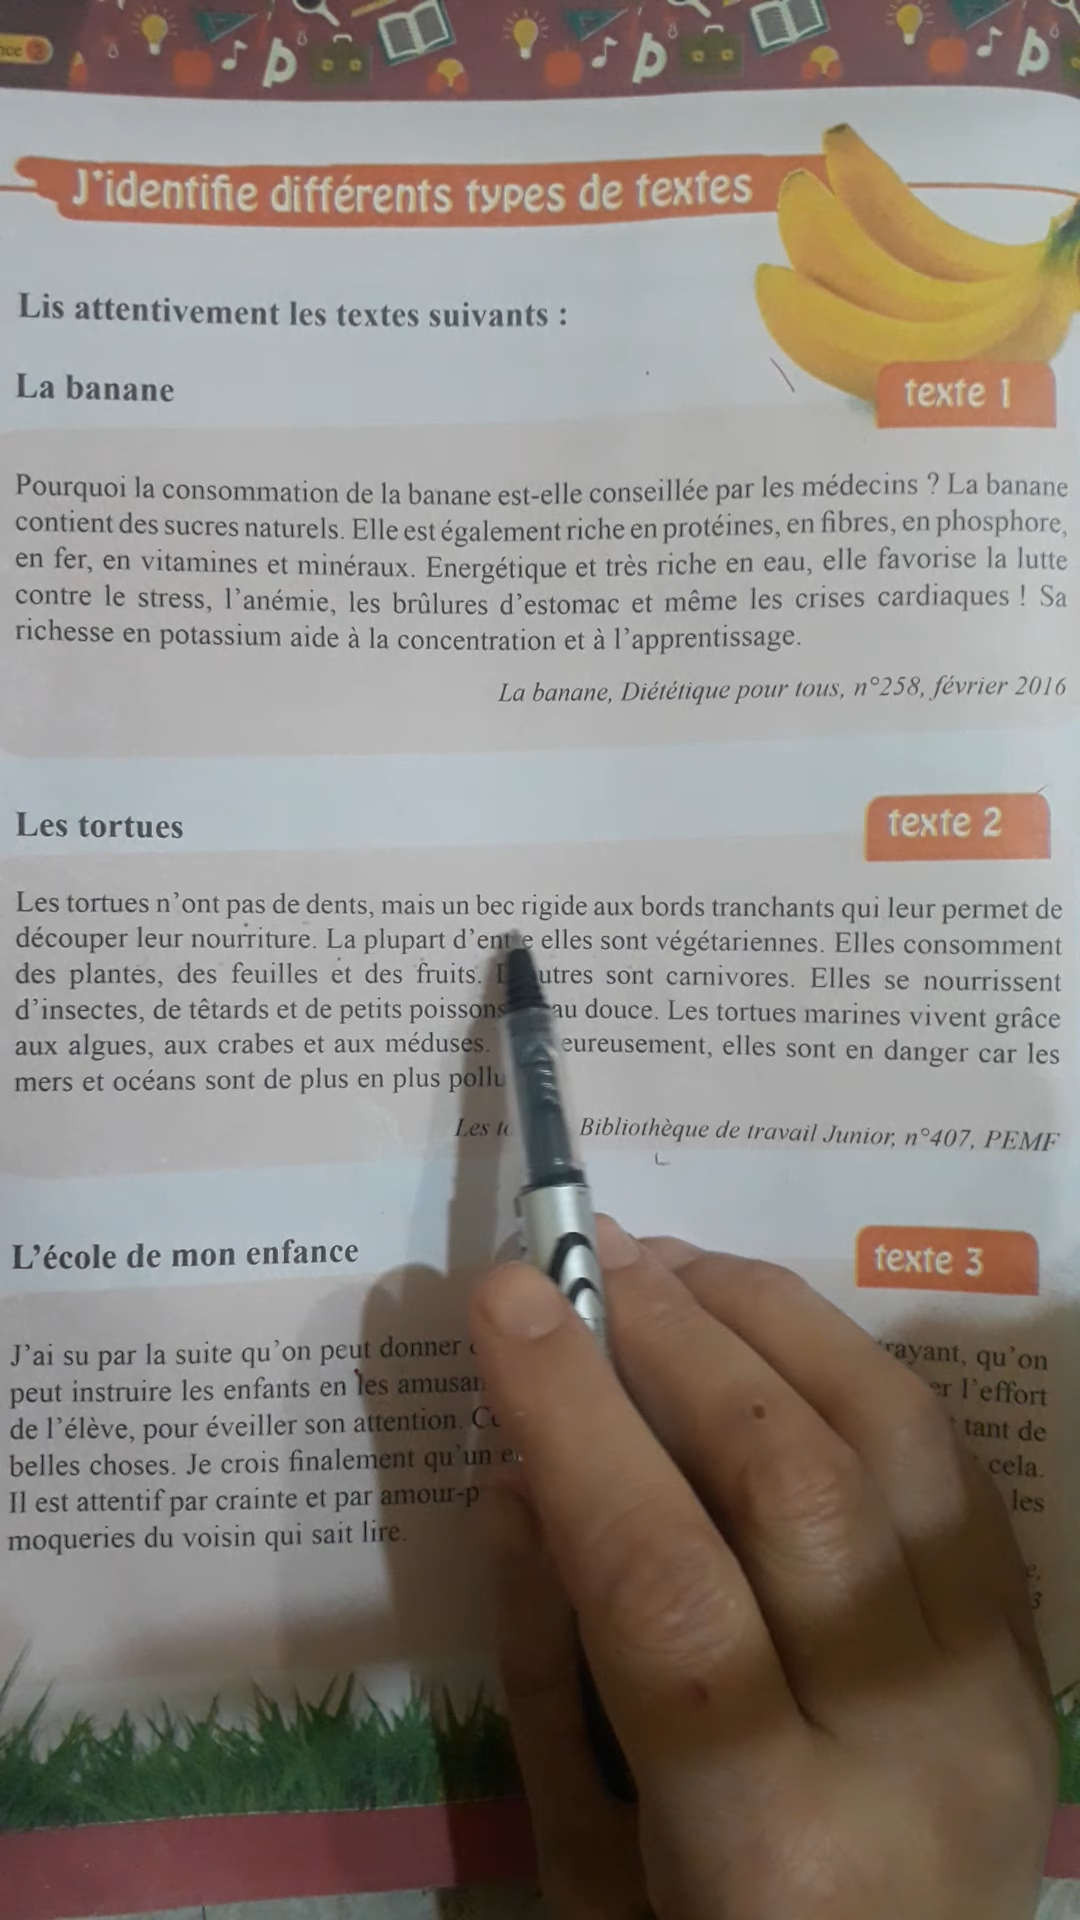 nce 2
J'identifie différents types de textes
Lis attentivement les textes suivants :
La banane
texte 1
Pourquoi la consommation de la banane est-elle conseillée par les médecins ? La banane
contient des sucres naturels. Elle est également riche en protéines, en fibres, en phosphore,
en fer, en vitamines et minéraux. Energétique et très riche en eau, elle favorise la lutte
contre le stress, l'anémie, les brûlures d'estomac et même les crises cardiaques ! Sa
richesse en potassium aide à la concentration et à l'apprentissage.
La banane, Diététique pour tous, n°258, février 2016
Les tortues
texte 2
Les tortues n'ont pas de dents, mais un bec rigide aux bords tranchants qui leur permet de
découper leur nourriture. La plupart d'entre elles sont végétariennes. Elles consomment
des plantes, des feuilles et des fruits. utres sont carnivores. Elles se nourrissent
d'insectes, de têtards et de petits poissons au douce. Les tortues marines vivent grâce
aux algues, aux crabes et aux méduses. eureusement, elles sont en danger car les
mers et océans sont de plus en plus pollu
Les to Bibliothèque de travail Junior, n°407, PEMF
L'école de mon enfance
texte 3
J'ai su par la suite qu'on peut donner rayant, qu'on
peut instruire les enfants en les amusan er l'effort
de l'élève, pour éveiller son attention. tant de
belles choses. Je crois finalement qu'un cela.
Il est attentif par crainte et par amour-p les
moqueries du voisin qui sait lire.
e,
3